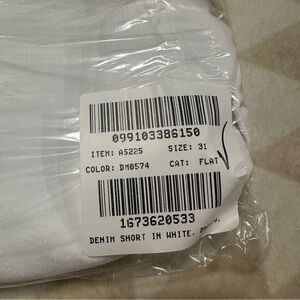 099103386150
ITEM: A5225 SIZE: 31
COLOR: DM0574 CAT: FLAT
1673620533
DENIM SHORT IN WHITE,